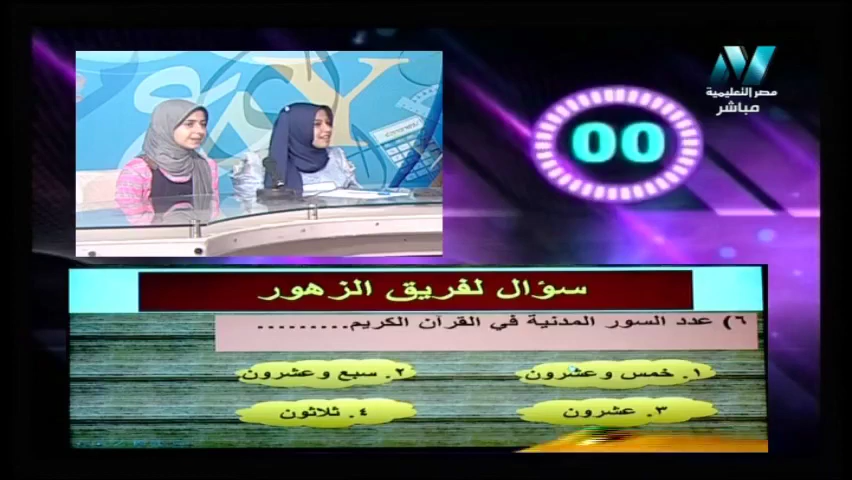 مصر التعليمية
مباشر
00
سؤال لفريق الزهور
٦) عدد السور المدنية في القرآن الكريم.........
١. خمس وعشرون
٢. سبع وعشرون
٣. عشرون
٤. ثلاثون